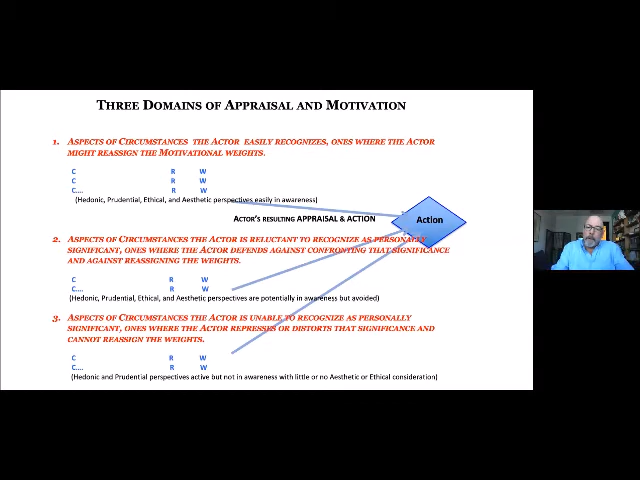 THREE DOMAINS OF APPRAISAL AND MOTIVATION
1. ASPECTS OF CIRCUMSTANCES THE ACTOR EASILY RECOGNIZES, ONES WHERE THE ACTOR
MIGHT REASSIGN THE MOTIVATIONAL WEIGHTS.
C R W
C R W
C.... R W
(Hedonic, Prudential, Ethical, and Aesthetic perspectives easily in awareness)
ACTOR'S RESULTING APPRAISAL & ACTION
Action
2. ASPECTS OF CIRCUMSTANCES THE ACTOR IS RELUCTANT TO RECOGNIZE AS PERSONALLY
SIGNIFICANT, ONES WHERE THE ACTOR DEFENDS AGAINST CONFRONTING THAT SIGNIFICANCE
AND AGAINST REASSIGNING THE WEIGHTS.
C R W
C.... R W
(Hedonic, Prudential, Ethical, and Aesthetic perspectives are potentially in awareness but avoided)
3. ASPECTS OF CIRCUMSTANCES THE ACTOR IS UNABLE TO RECOGNIZE AS PERSONALLY
SIGNIFICANT, ONES WHERE THE ACTOR REPRESSES OR DISTORTS THAT SIGNIFICANCE AND
CANNOT REASSIGN THE WEIGHTS.
C R W
C.... R W
(Hedonic and Prudential perspectives active but not in awareness with little or no Aesthetic or Ethical consideration)